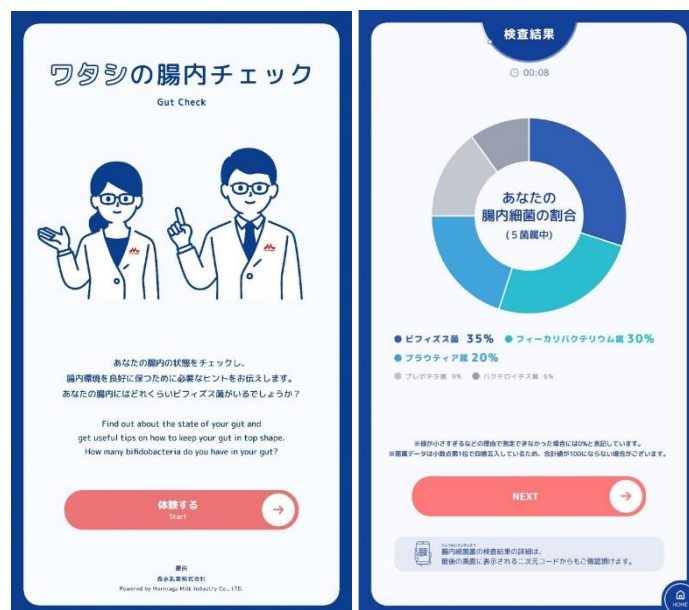 ワタシの腸内チェック
Gut Check
あなたの腸内の状態をチェックし、
腸内環境を良好に保つために必要なヒントをお伝えします。
あなたの腸内にはどれくらいビフィズス菌がいるでしょうか？
Find out about the state of your gut and
get useful tips on how to keep your gut in top shape.
How many bifidobacteria do you have in your gut?
体験する
Start
提供
森永乳業株式会社
Powered by Morinaga Milk Industry Co., LTD.
検査結果
00:08
あなたの
腸内細菌の割合
(5菌属中)
ビフィズス菌 35% フィーカリバクテリウム属 30%
ブラウティア属 20%
プレボテラ属 9% バクテロイデス属 6%
※値が小さすぎるなどの理由で測定できなかった場合には0%と表記しています。
※菌属データは小数点第1位で四捨五入しているため、合計値が100にならない場合がございます。
NEXT
腸内細菌叢の検査結果の詳細は、
最後の画面に表示される二次元コードからもご確認頂けます。
HOME